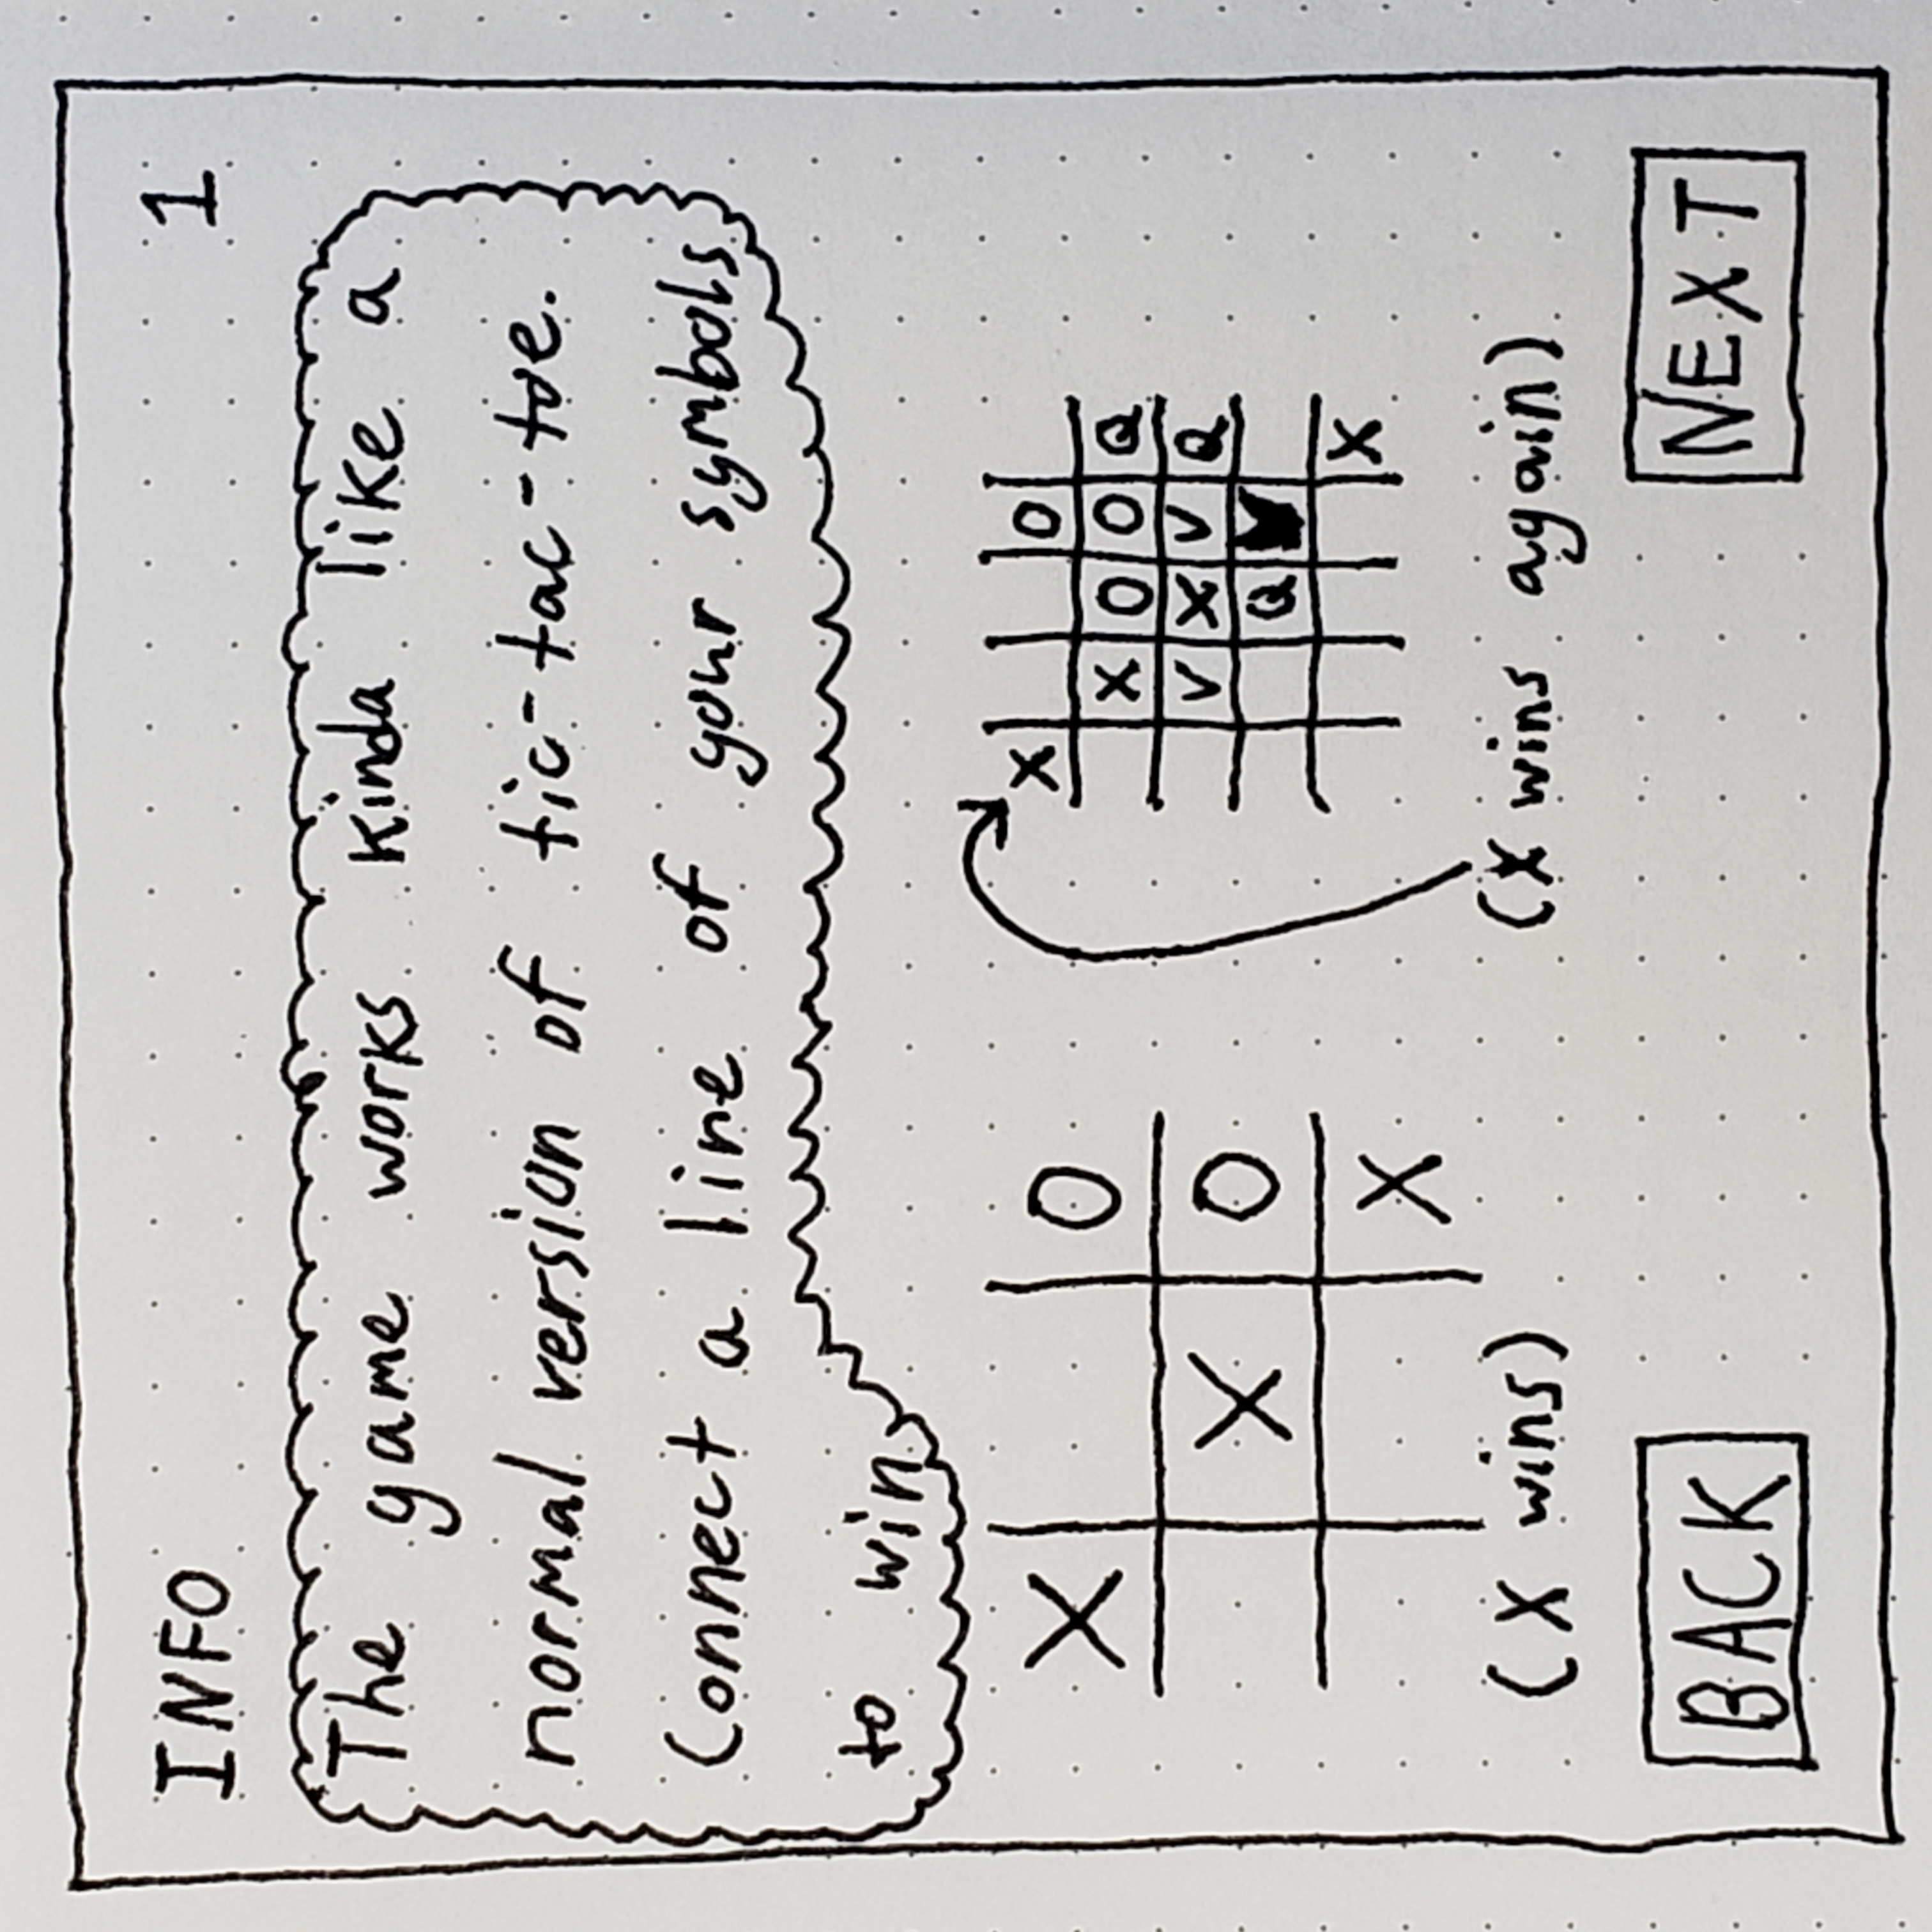 INFO 1
The game works kinda like a
normal version of tic-tac-toe.
Connect a line of your symbols
to win
X O
X O
X
X O
X O O Q
V X V Q
Q
X
(X wins) (X wins again)
BACK NEXT